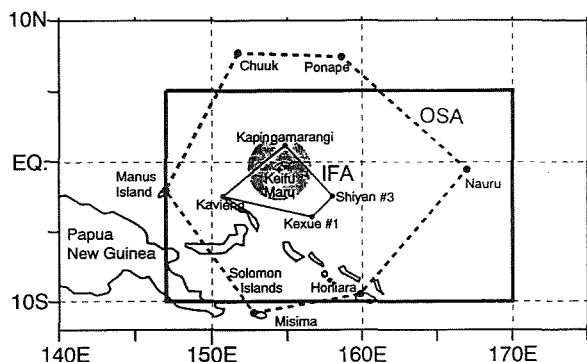 10N
Chuuk
Ponape
OSA
Kapingamarangi
EQ.
IFA
Keifu
Maru
Manus
Island
Nauru
Kavieng
Shiyan #3
Kexue #1
Papua
New Guinea
Solomon
Islands
Honiara
10S
Misima
140E
150E
160E
170E